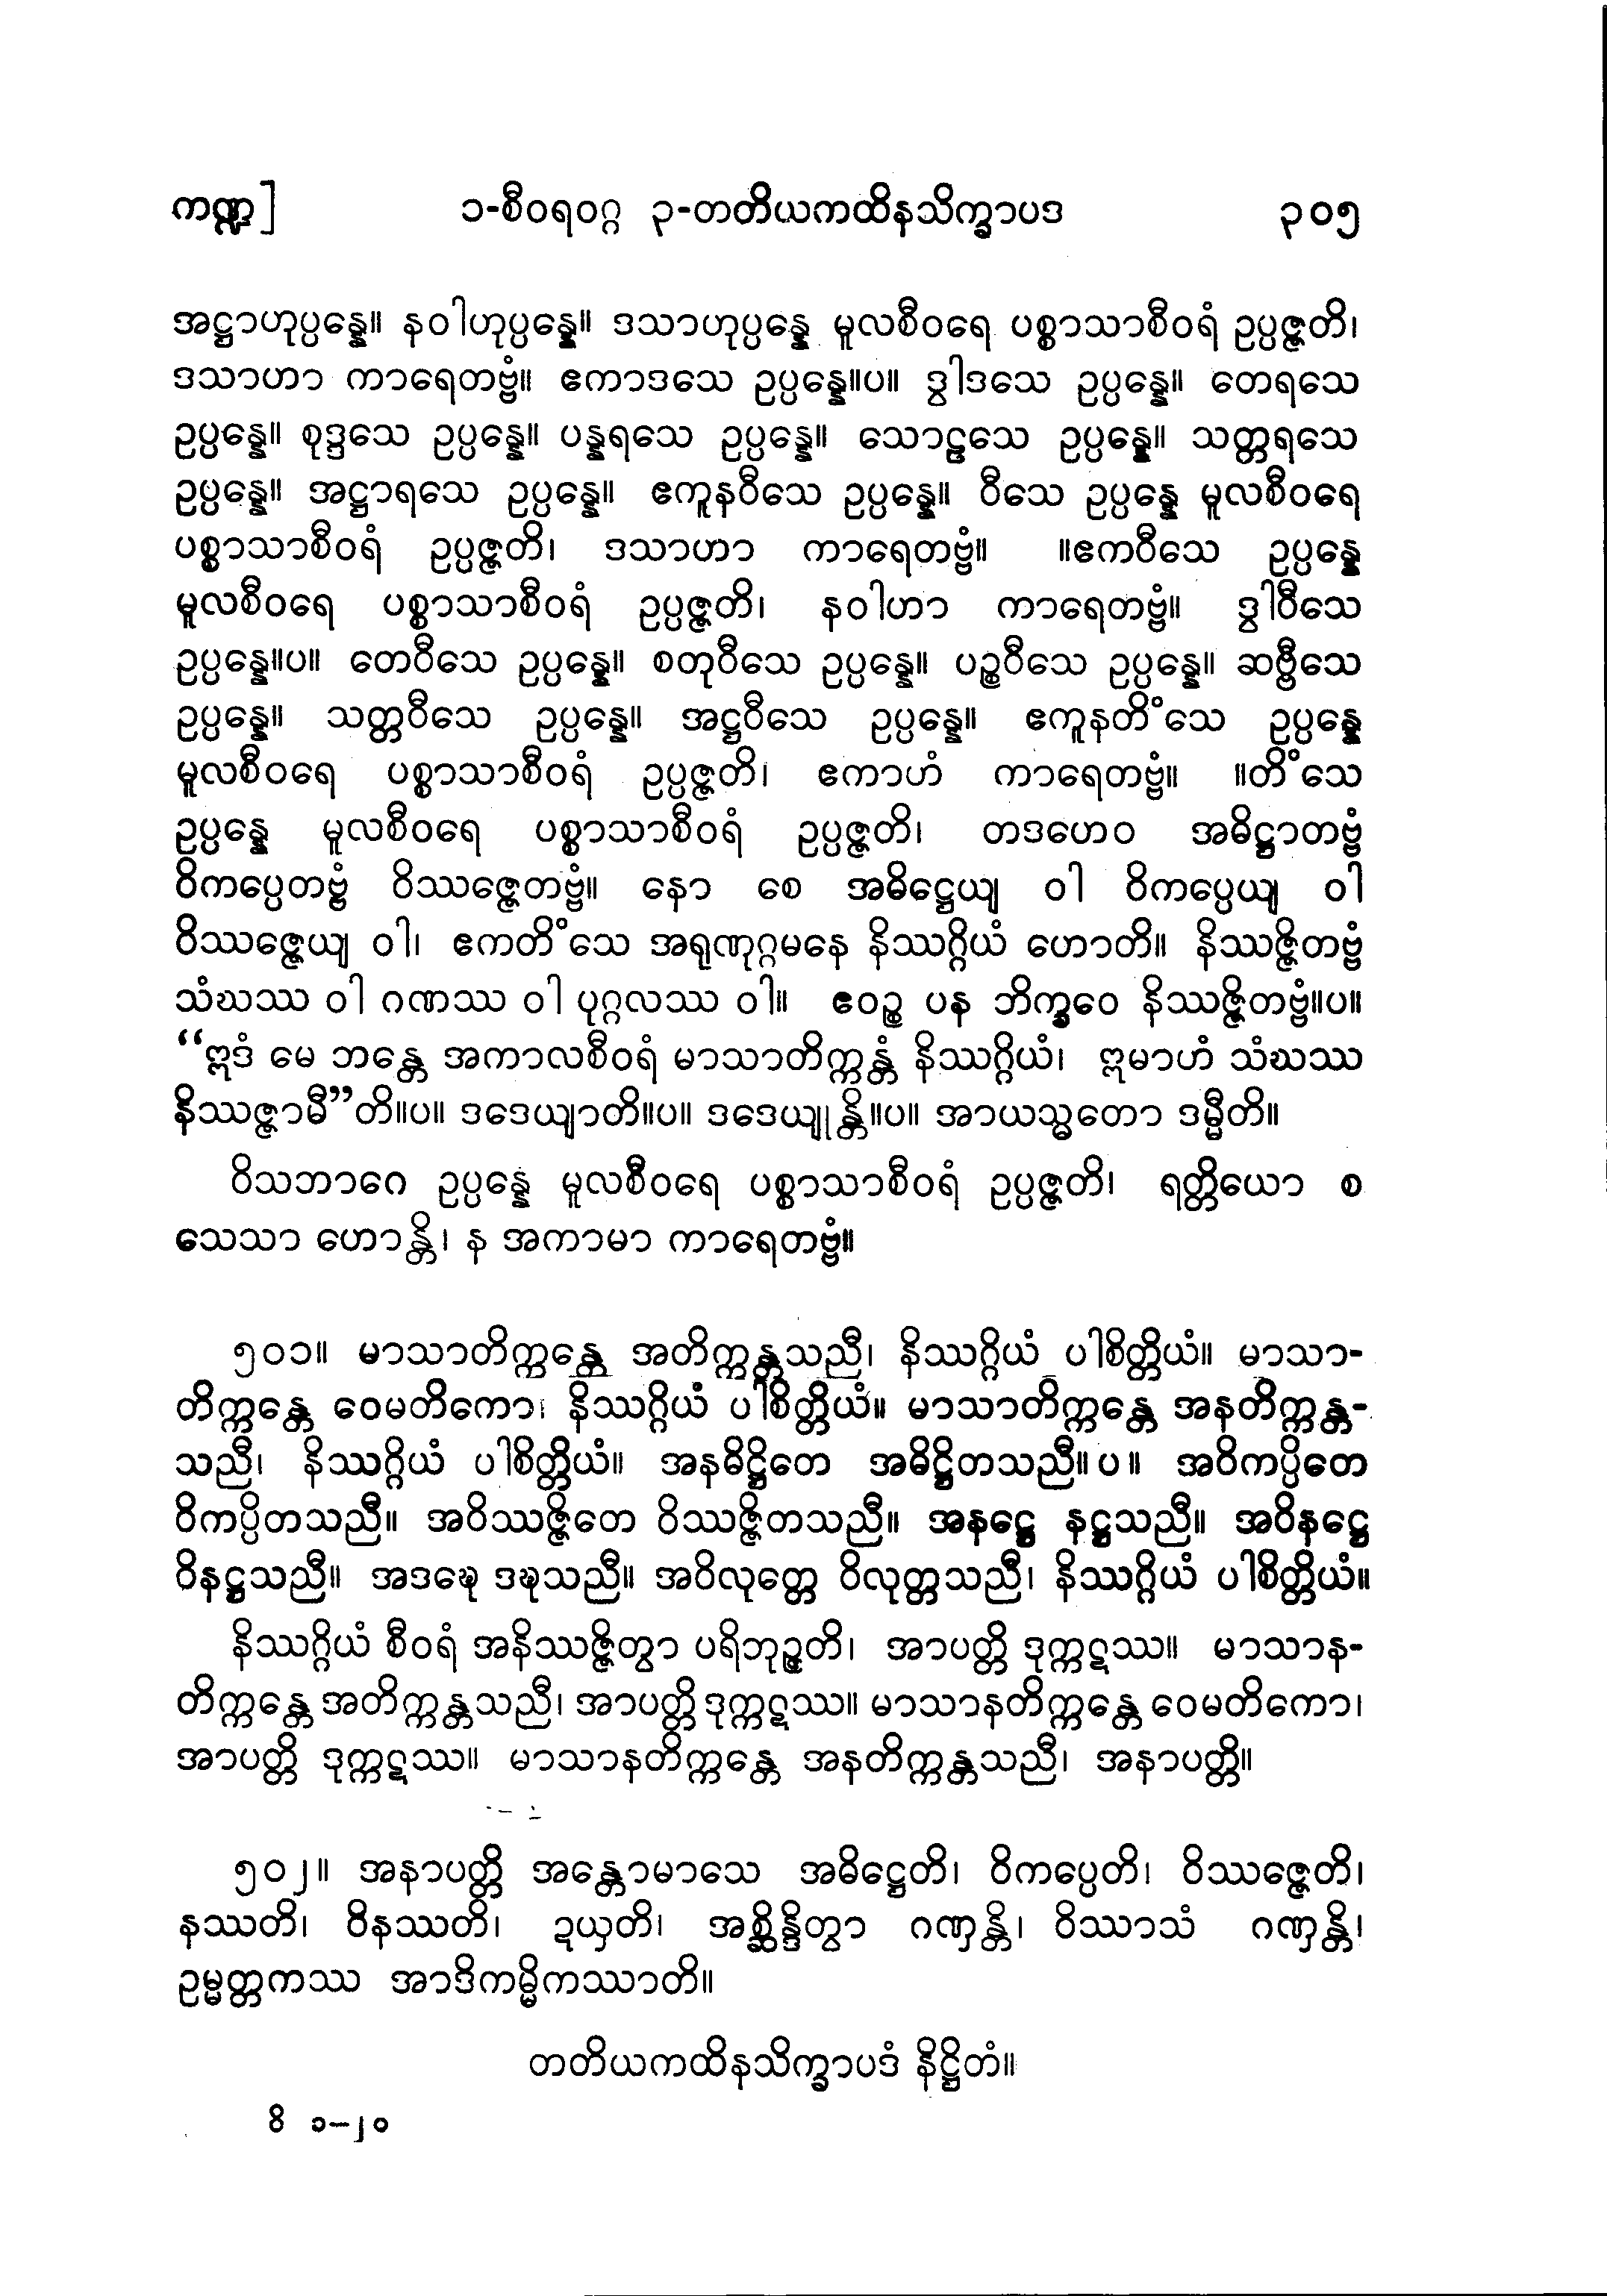 ကဏ္ဍ] ၁-စီဝရဝဂ္ဂ ၃-တတိယကထိနသိက္ခာပဒ ၃၀၅
အဋ္ဌာဟုပ္ပန္နေ။ နဝါဟုပ္ပန္နေ။ ဒသာဟုပ္ပန္နေ မူလစီဝရေ ပစ္စာသာစီဝရံ ဥပ္ပဇ္ဇတိ၊
ဒသာဟာ ကာရေတဗ္ဗံ။ ဧကာဒသေ ဥပ္ပန္နေ။ပ။ ဒွါဒသေ ဥပ္ပန္နေ။ တေရသေ
ဥပ္ပန္နေ။ စုဒ္ဒသေ ဥပ္ပန္နေ။ ပန္နရသေ ဥပ္ပန္နေ။ သောဠသေ ဥပ္ပန္နေ။ သတ္တရသေ
ဥပ္ပန္နေ။ အဋ္ဌာရသေ ဥပ္ပန္နေ။ ဧကူနဝီသေ ဥပ္ပန္နေ။ ဝီသေ ဥပ္ပန္နေ မူလစီဝရေ
ပစ္စာသာစီဝရံ ဥပ္ပဇ္ဇတိ၊ ဒသာဟာ ကာရေတဗ္ဗံ။ ။ဧကဝီသေ ဥပ္ပန္နေ
မူလစီဝရေ ပစ္စာသာစီဝရံ ဥပ္ပဇ္ဇတိ၊ နဝါဟာ ကာရေတဗ္ဗံ။ ဒွါဝီသေ
ဥပ္ပန္နေ။ပ။ တေဝီသေ ဥပ္ပန္နေ။ စတုဝီသေ ဥပ္ပန္နေ။ ပဉ္စဝီသေ ဥပ္ပန္နေ။ ဆဗ္ဗီသေ
ဥပ္ပန္နေ။ သတ္တဝီသေ ဥပ္ပန္နေ။ အဋ္ဌဝီသေ ဥပ္ပန္နေ။ ဧကူနတိံသေ ဥပ္ပန္နေ
မူလစီဝရေ ပစ္စာသာစီဝရံ ဥပ္ပဇ္ဇတိ၊ ဧကာဟံ ကာရေတဗ္ဗံ။ ။တိံသေ
ဥပ္ပန္နေ မူလစီဝရေ ပစ္စာသာစီဝရံ ဥပ္ပဇ္ဇတိ၊ တဒဟေဝ အဓိဋ္ဌာတဗ္ဗံ
ဝိကပ္ပေတဗ္ဗံ ဝိဿဇ္ဇေတဗ္ဗံ။ နော စေ အဓိဋ္ဌေယျ ဝါ ဝိကပ္ပေယျ ဝါ
ဝိဿဇ္ဇေယျ ဝါ၊ ဧကတိံသေ အရုဏုဂ္ဂမနေ နိဿဂ္ဂိယံ ဟောတိ။ နိဿဇ္ဇိတဗ္ဗံ
သံဃဿ ဝါ ဂဏဿ ဝါ ပုဂ္ဂလဿ ဝါ။ ဧဝဉ္စ ပန ဘိက္ခဝေ နိဿဇ္ဇိတဗ္ဗံ။ပ။
“ဣဒံ မေ ဘန္တေ အကာလစီဝရံ မာသာတိက္ကန္တံ နိဿဂ္ဂိယံ၊ ဣမာဟံ သံဃဿ
နိဿဇ္ဇာမီ”တိ။ပ။ ဒဒေယျာတိ။ပ။ ဒဒေယျုန္တိ။ပ။ အာယသ္မတော ဒမ္မီတိ။
ဝိသဘာဂေ ဥပ္ပန္နေ မူလစီဝရေ ပစ္စာသာစီဝရံ ဥပ္ပဇ္ဇတိ၊ ရတ္တိယော စ
သေသာ ဟောန္တိ၊ န အကာမာ ကာရေတဗ္ဗံ။
၅၀၁။ မာသာတိက္ကန္တေ အတိက္ကန္တသညီ၊ နိဿဂ္ဂိယံ ပါစိတ္တိယံ။ မာသာ-
တိက္ကန္တေ ဝေမတိကော၊ နိဿဂ္ဂိယံ ပါစိတ္တိယံ။ မာသာတိက္ကန္တေ အနတိက္ကန္တ-
သညီ၊ နိဿဂ္ဂိယံ ပါစိတ္တိယံ။ အနဓိဋ္ဌိတေ အဓိဋ္ဌိတသညီ။ပ။ အဝိကပ္ပိတေ
ဝိကပ္ပိတသညီ။ အဝိဿဇ္ဇိတေ ဝိဿဇ္ဇိတသညီ။ အနဋ္ဌေ နဋ္ဌသညီ။ အဝိနဋ္ဌေ
ဝိနဋ္ဌသညီ။ အဒဍ္ဎေ ဒဍ္ဎသညီ။ အဝိလုတ္တေ ဝိလုတ္တသညီ၊ နိဿဂ္ဂိယံ ပါစိတ္တိယံ။
နိဿဂ္ဂိယံ စီဝရံ အနိဿဇ္ဇိတွာ ပရိဘုဉ္ဇတိ၊ အာပတ္တိ ဒုက္ကဋဿ။ မာသာန-
တိက္ကန္တေ အတိက္ကန္တသညီ၊ အာပတ္တိ ဒုက္ကဋဿ။ မာသာနတိက္ကန္တေ ဝေမတိကော၊
အာပတ္တိ ဒုက္ကဋဿ။ မာသာနတိက္ကန္တေ အနတိက္ကန္တသညီ၊ အနာပတ္တိ။
၅၀၂။ အနာပတ္တိ အန္တောမာသေ အဓိဋ္ဌေတိ၊ ဝိကပ္ပေတိ၊ ဝိဿဇ္ဇေတိ၊
နဿတိ၊ ဝိနဿတိ၊ ဍယှတိ၊ အစ္ဆိန္ဒိတွာ ဂဏှန္တိ၊ ဝိဿာသံ ဂဏှန္တိ၊
ဥမ္မတ္တကဿ အာဒိကမ္မိကဿာတိ။
တတိယကထိနသိက္ခာပဒံ နိဋ္ဌိတံ။
ဝိ ၁–၂၀